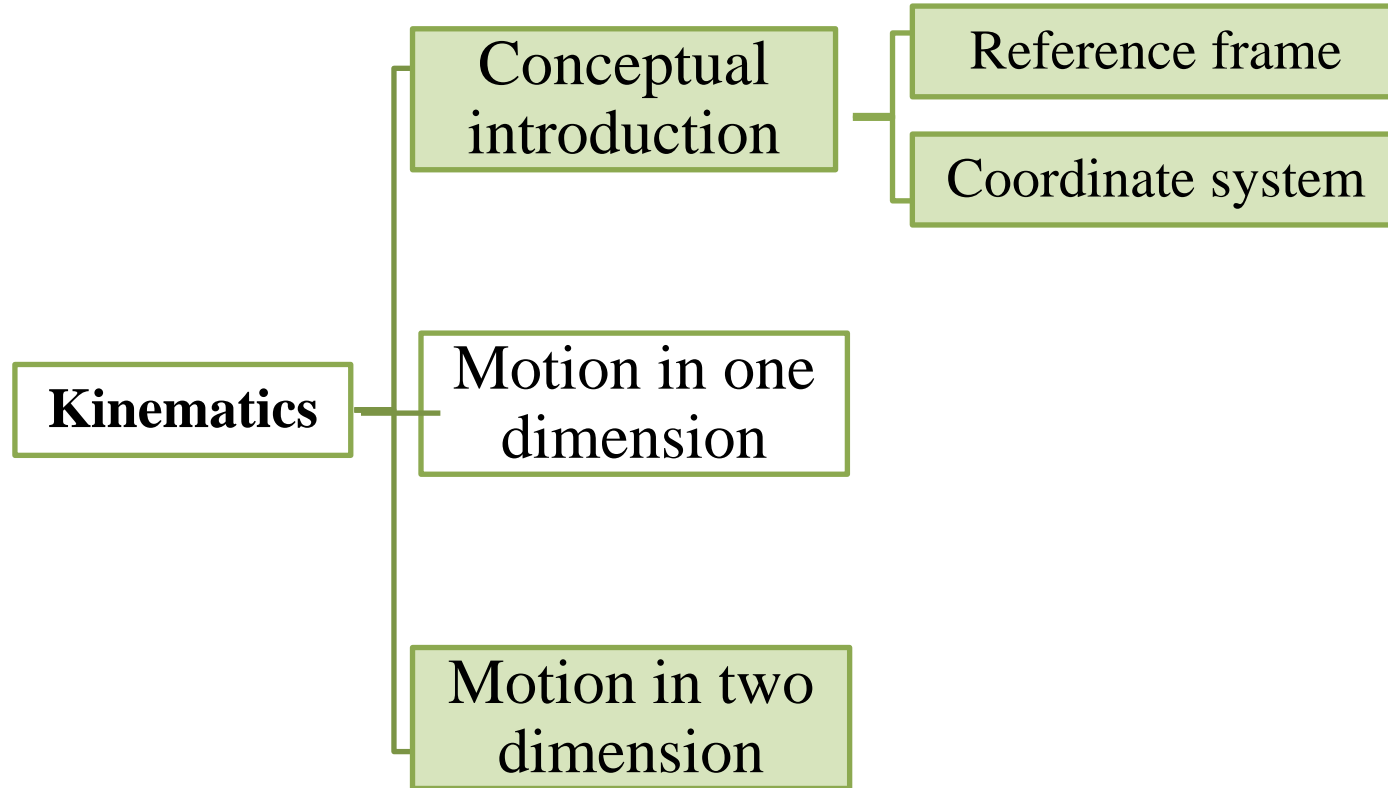 Conceptual
introduction
Reference frame
Coordinate system
Kinematics
Motion in one
dimension
Motion in two
dimension